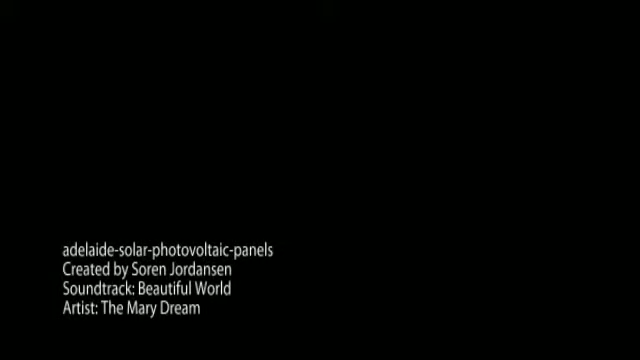 adelaide-solar-photovoltaic-panels
Created by Soren Jordansen
Soundtrack: Beautiful World
Artist: The Mary Dream